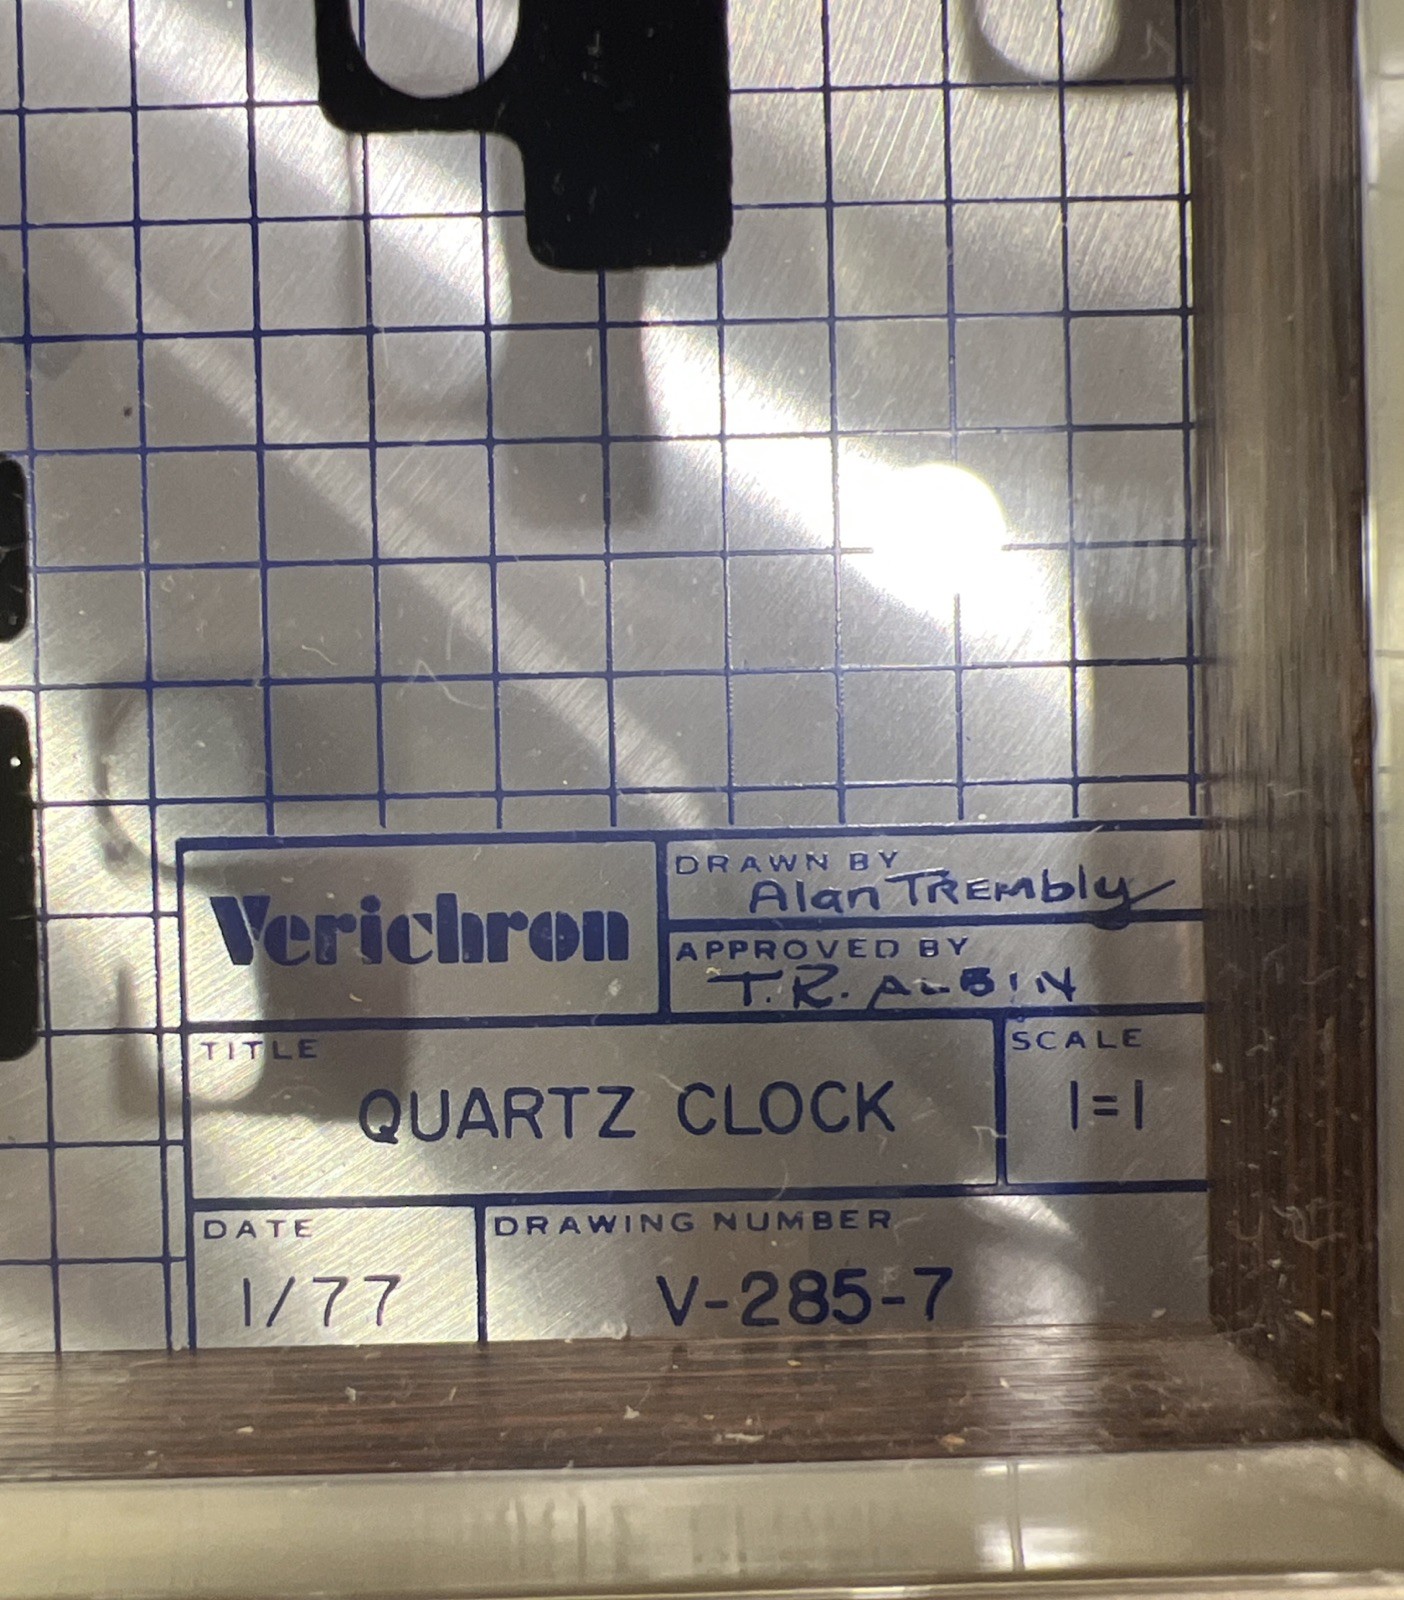 Verichron
DRAWN BY
Alan TREMBly
APPROVED BY
T.R. ALBIN
TITLE
QUARTZ CLOCK
SCALE
1=1
DATE
1/77
DRAWING NUMBER
V-285-7